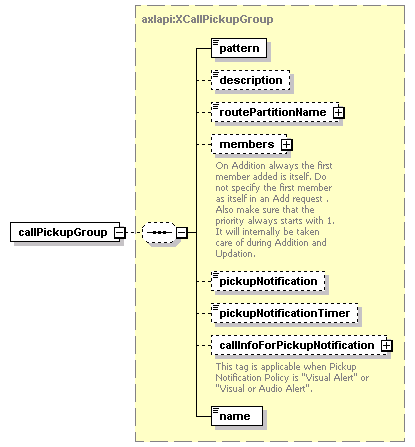 axlapi:XCallPickupGroup
pattern
description
routePartitionName
members
On Addition always the first
member added is itself. Do
not specify the first member
as itself in an Add request .
Also make sure that the
priority always starts with 1.
It will internally be taken
care of during Addition and
Updation.
callPickupGroup
pickupNotification
pickupNotificationTimer
callInfoForPickupNotification
This tag is applicable when Pickup
Notification Policy is "Visual Alert" or
"Visual or Audio Alert".
name